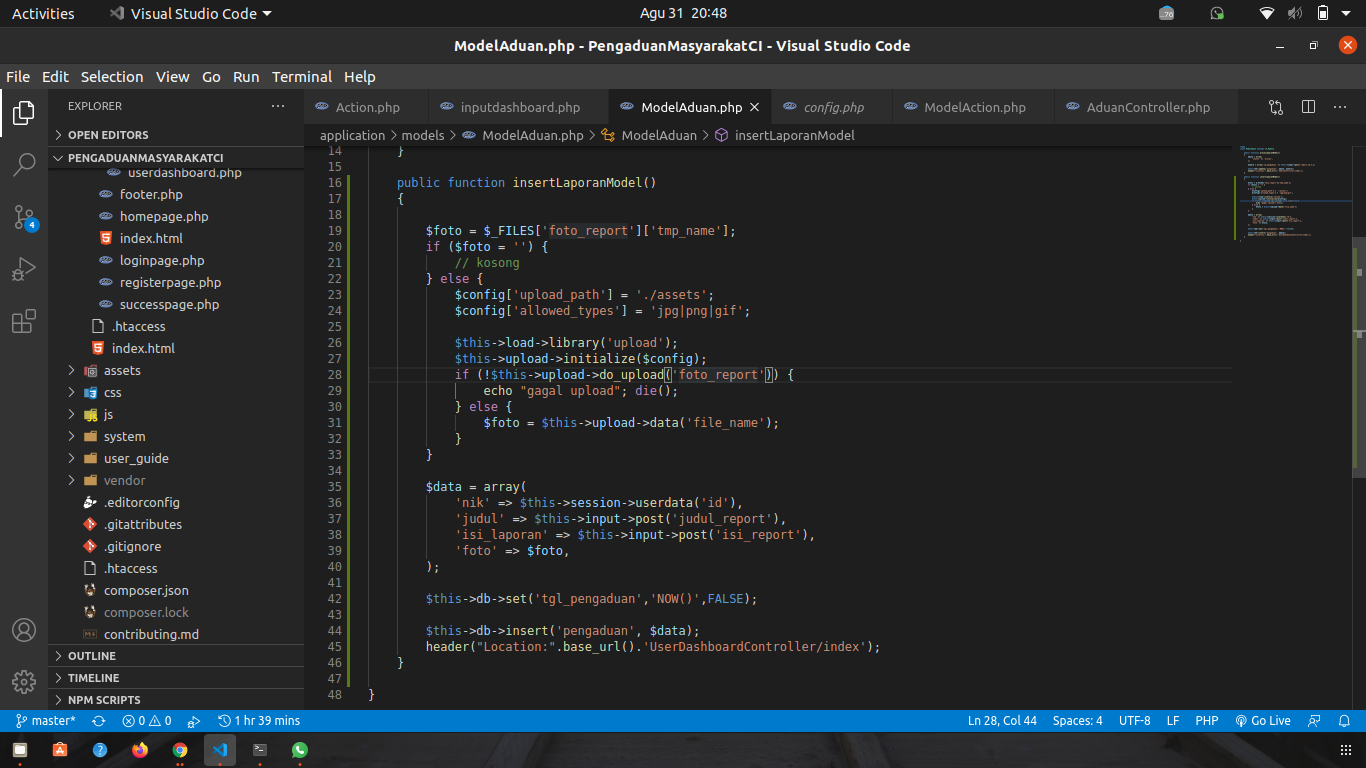 Activities
Visual Studio Code
Agu 31 20:48
ModelAduan.php - PengaduanMasyarakatCI - Visual Studio Code
File Edit Selection View Go Run Terminal Help
EXPLORER
OPEN EDITORS
PENGADUANMASYARAKATCI
userdashboard.php
footer.php
homepage.php
index.html
loginpage.php
registerpage.php
successpage.php
.htaccess
index.html
assets
css
js
system
user_guide
vendor
.editorconfig
.gitattributes
.gitignore
.htaccess
composer.json
composer.lock
contributing.md
OUTLINE
TIMELINE
NPM SCRIPTS
4
Action.php inputdashboard.php ModelAduan.php config.php ModelAction.php AduanController.php
application > models > ModelAduan.php > ModelAduan > insertLaporanModel
14 }
15
16 public function insertLaporanModel()
17 {
18
19 $foto = $_FILES['foto_report']['tmp_name'];
20 if ($foto = '') {
21 // kosong
22 } else {
23 $config['upload_path'] = './assets';
24 $config['allowed_types'] = 'jpg|png|gif';
25
26 $this->load->library('upload');
27 $this->upload->initialize($config);
28 if (!$this->upload->do_upload('foto_report')) {
29 echo "gagal upload"; die();
30 } else {
31 $foto = $this->upload->data('file_name');
32 }
33 }
34
35 $data = array(
36 'nik' => $this->session->userdata('id'),
37 'judul' => $this->input->post('judul_report'),
38 'isi_laporan' => $this->input->post('isi_report'),
39 'foto' => $foto,
40 );
41
42 $this->db->set('tgl_pengaduan','NOW()',FALSE);
43
44 $this->db->insert('pengaduan', $data);
45 header("Location:".base_url().'UserDashboardController/index');
46 }
47
48 }
master* 0 0 1 hr 39 mins
Ln 28, Col 44 Spaces: 4 UTF-8 LF PHP Go Live